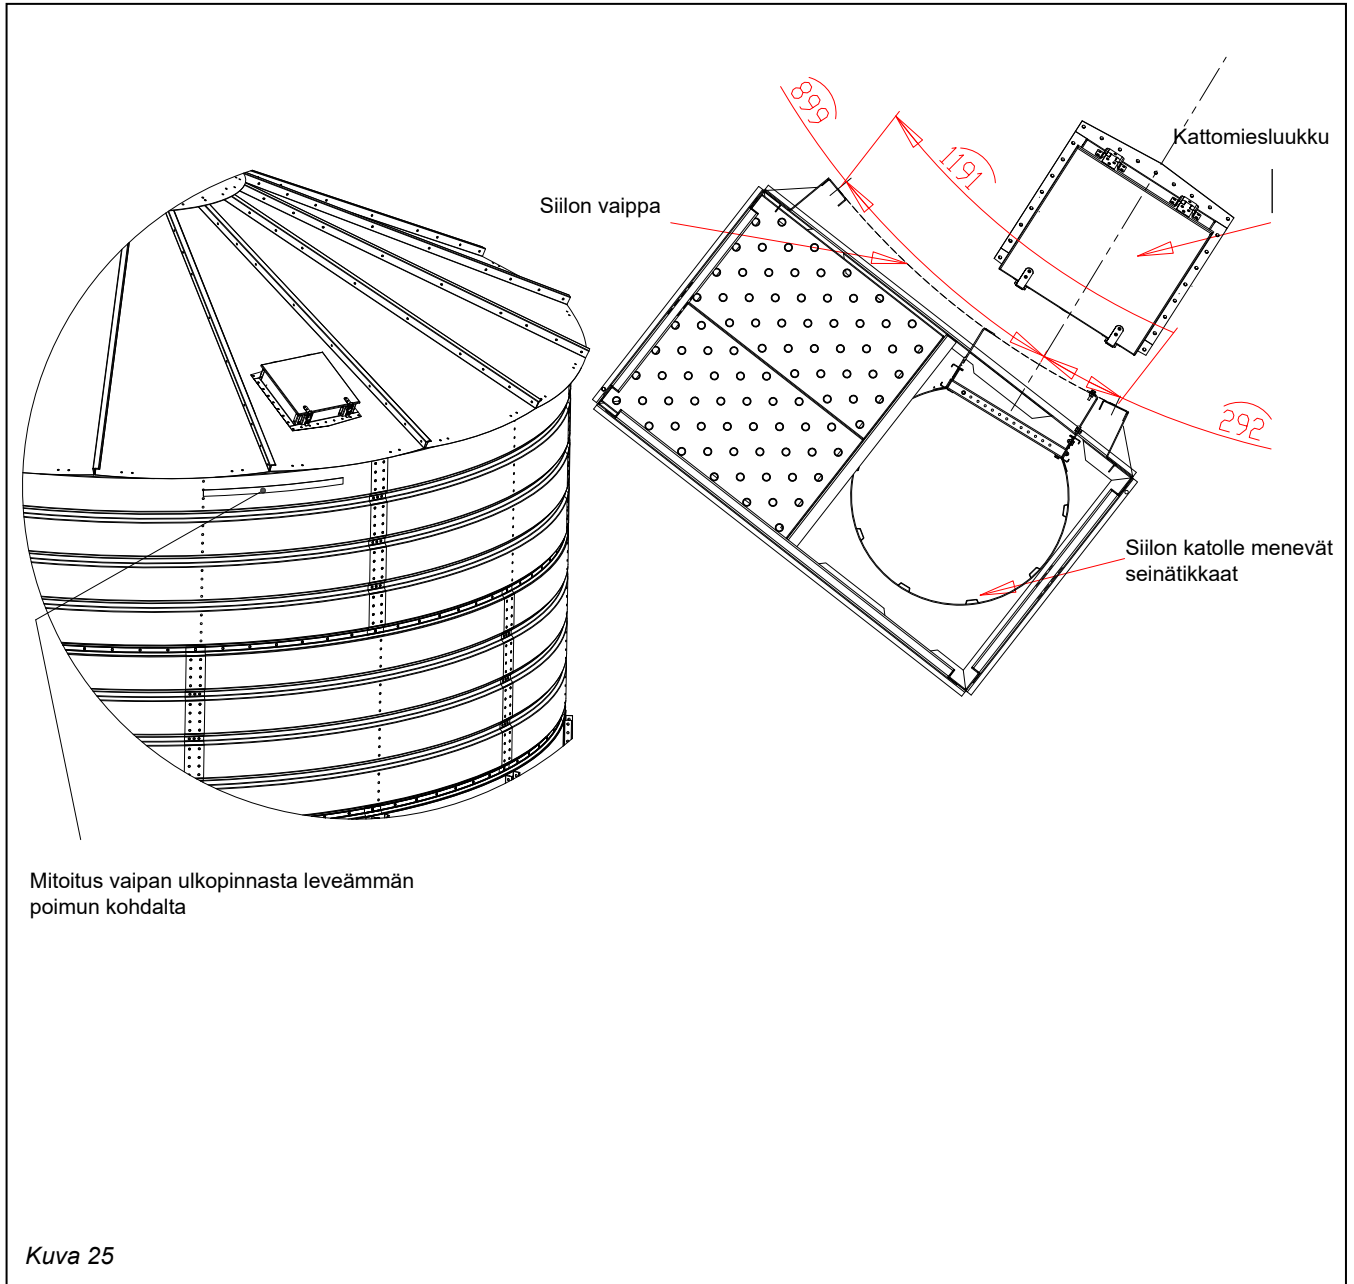 899
1191
Kattomiesluukku
Siilon vaippa
292
Siilon katolle menevät
seinätikkaat
Mitoitus vaipan ulkopinnasta leveämmän
poimun kohdalta
Kuva 25